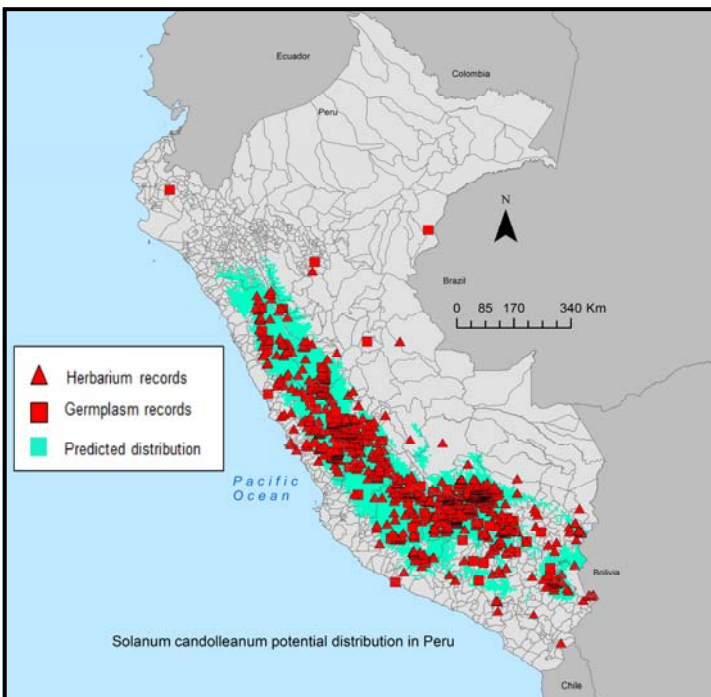 Ecuador
Colombia
Peru
N
Brazil
0 85 170 340 Km
Herbarium records
Germplasm records
Predicted distribution
Pacific
Ocean
Bolivia
Solanum candolleanum potential distribution in Peru
Chile